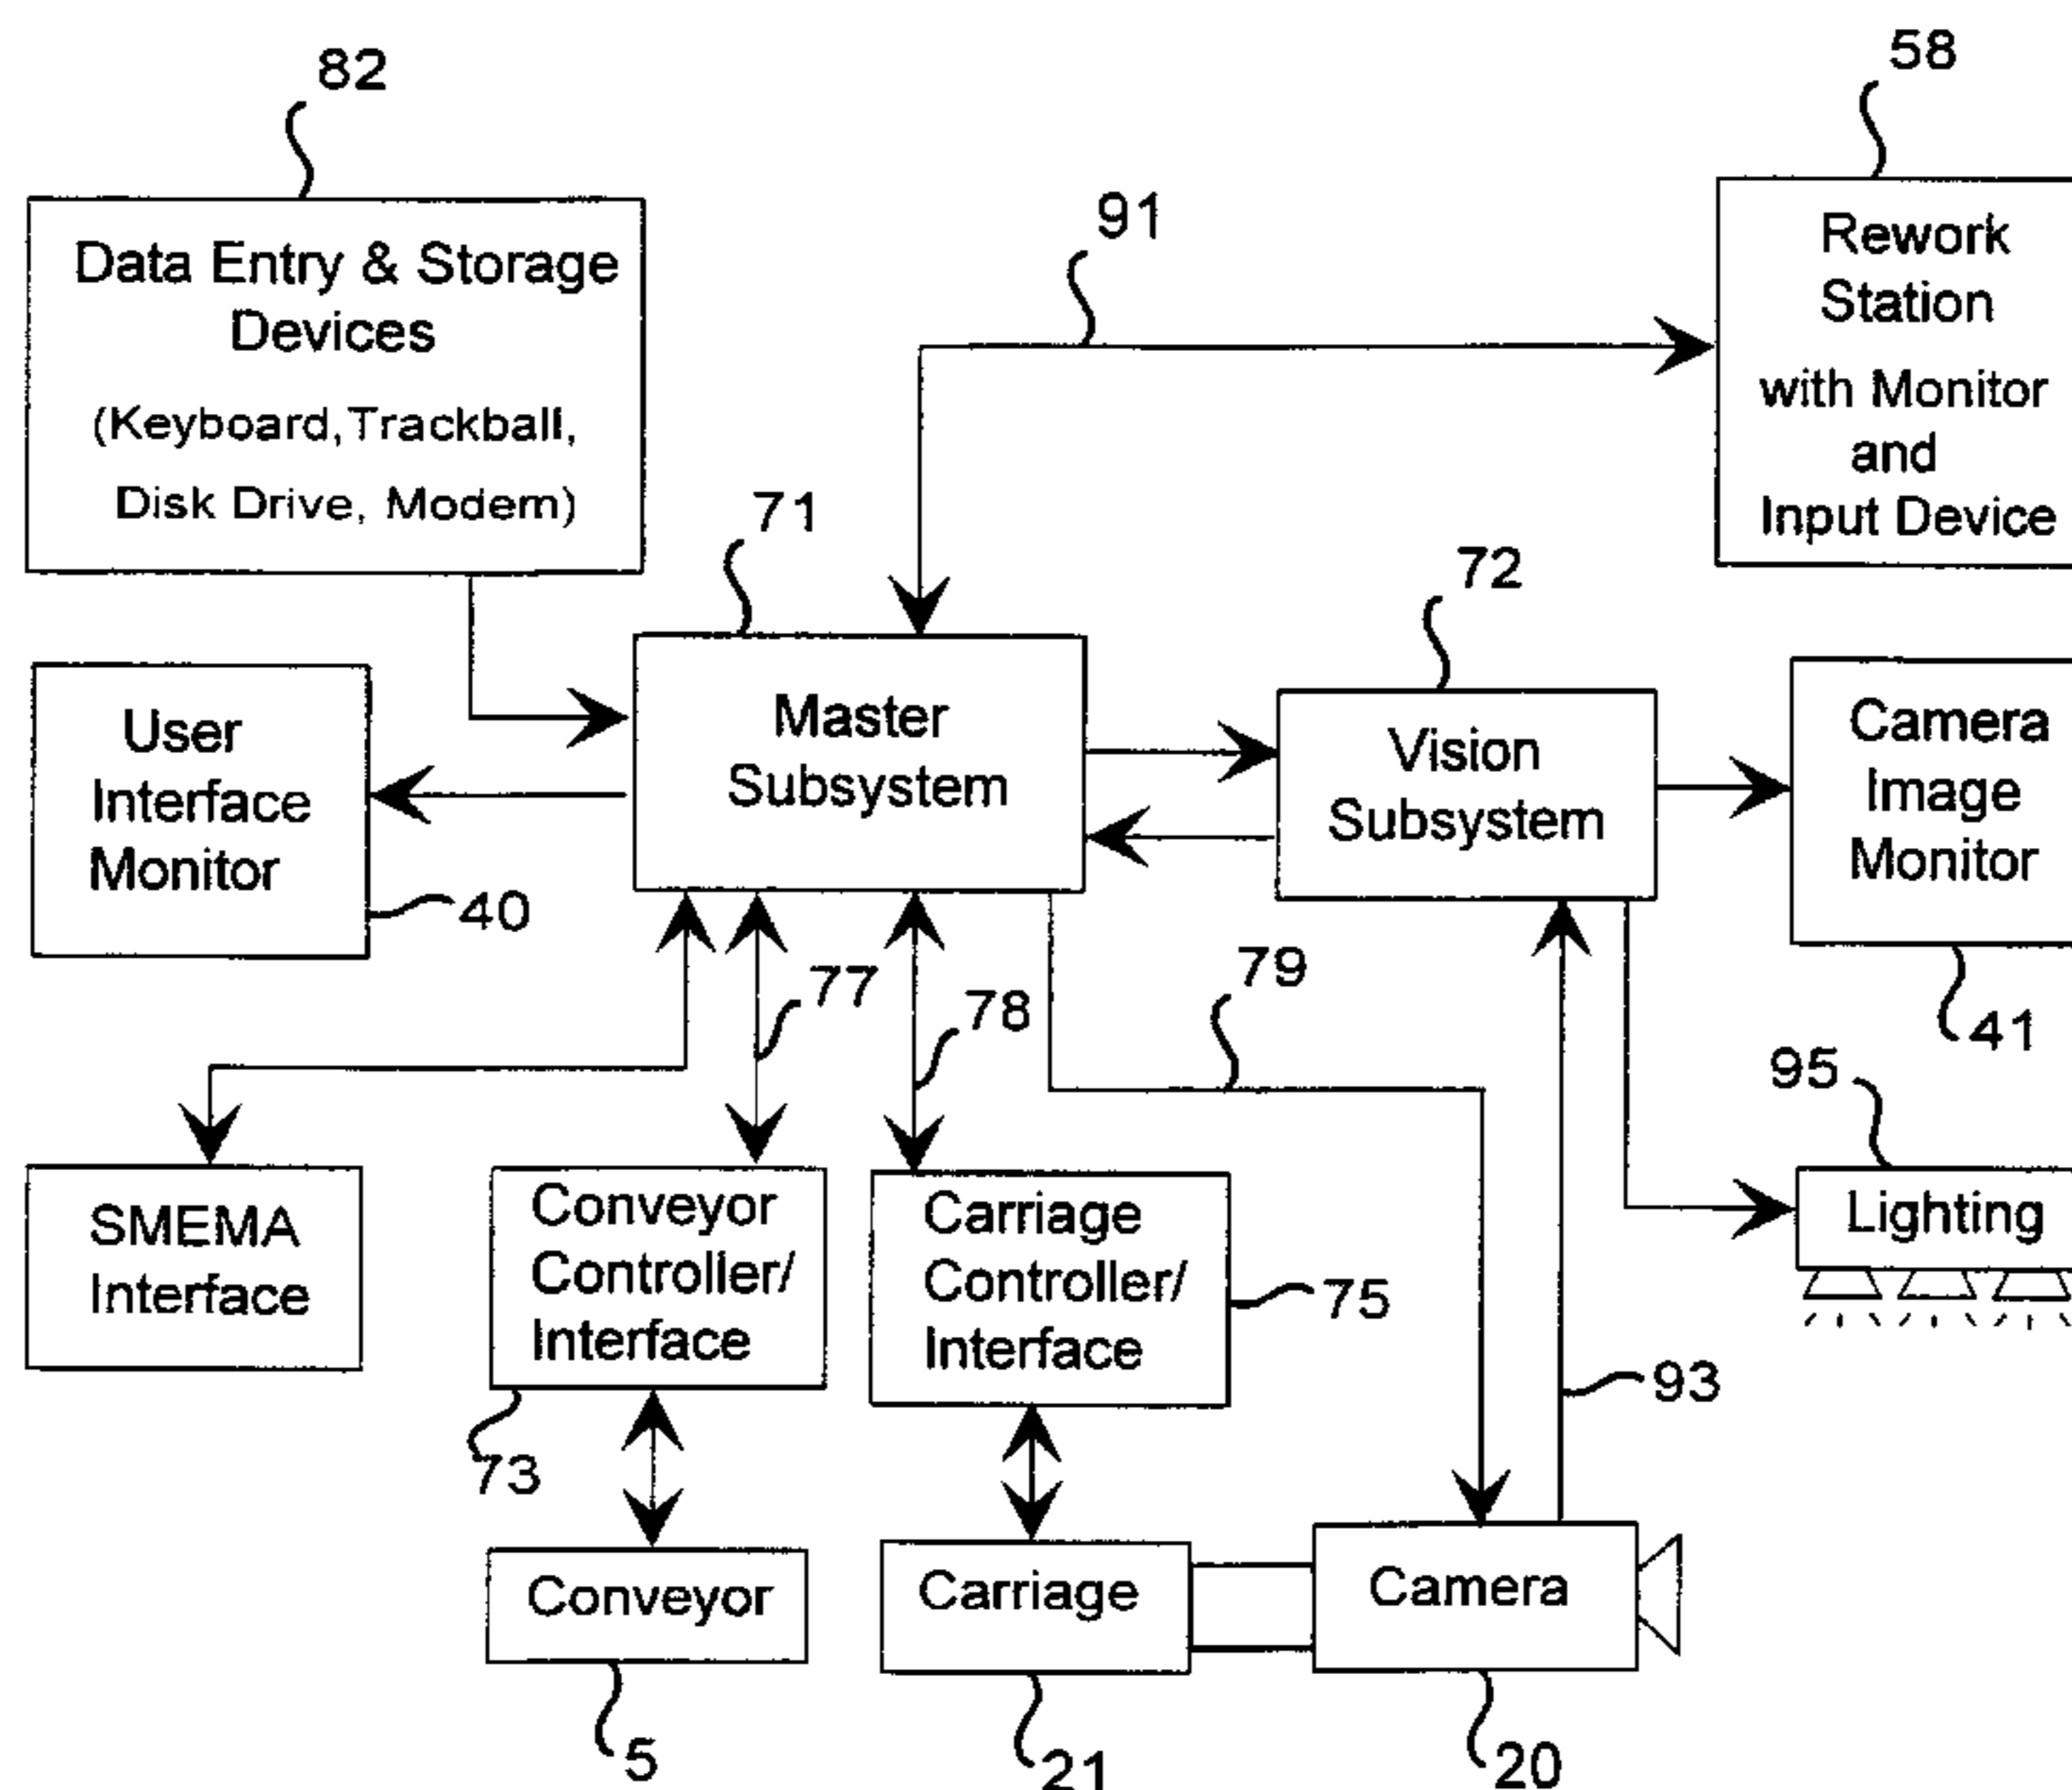 82
58
Data Entry & Storage
Devices
(Keyboard, Trackball,
Disk Drive, Modem)
91
Rework
Station
with Monitor
and
Input Device
71
72
User
Interface
Monitor
40
Master
Subsystem
Vision
Subsystem
Camera
Image
Monitor
41
77
78
79
95
SMEMA
Interface
Conveyor
Controller/
Interface
73
Carriage
Controller/
Interface
75
Lighting
93
Conveyor
5
Carriage
21
Camera
20